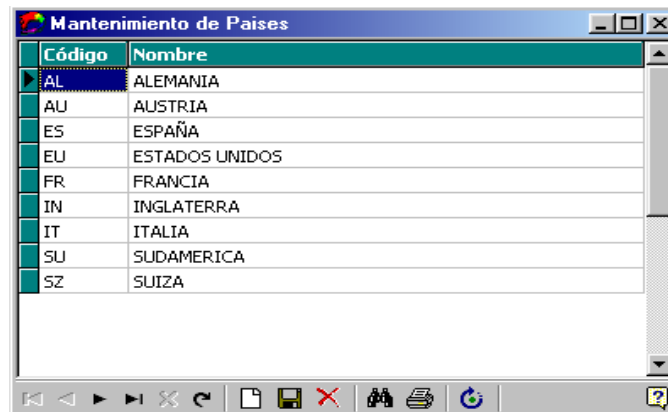 Mantenimiento de Paises
Código Nombre
AL ALEMANIA
AU AUSTRIA
ES ESPAÑA
EU ESTADOS UNIDOS
FR FRANCIA
IN INGLATERRA
IT ITALIA
SU SUDAMERICA
SZ SUIZA